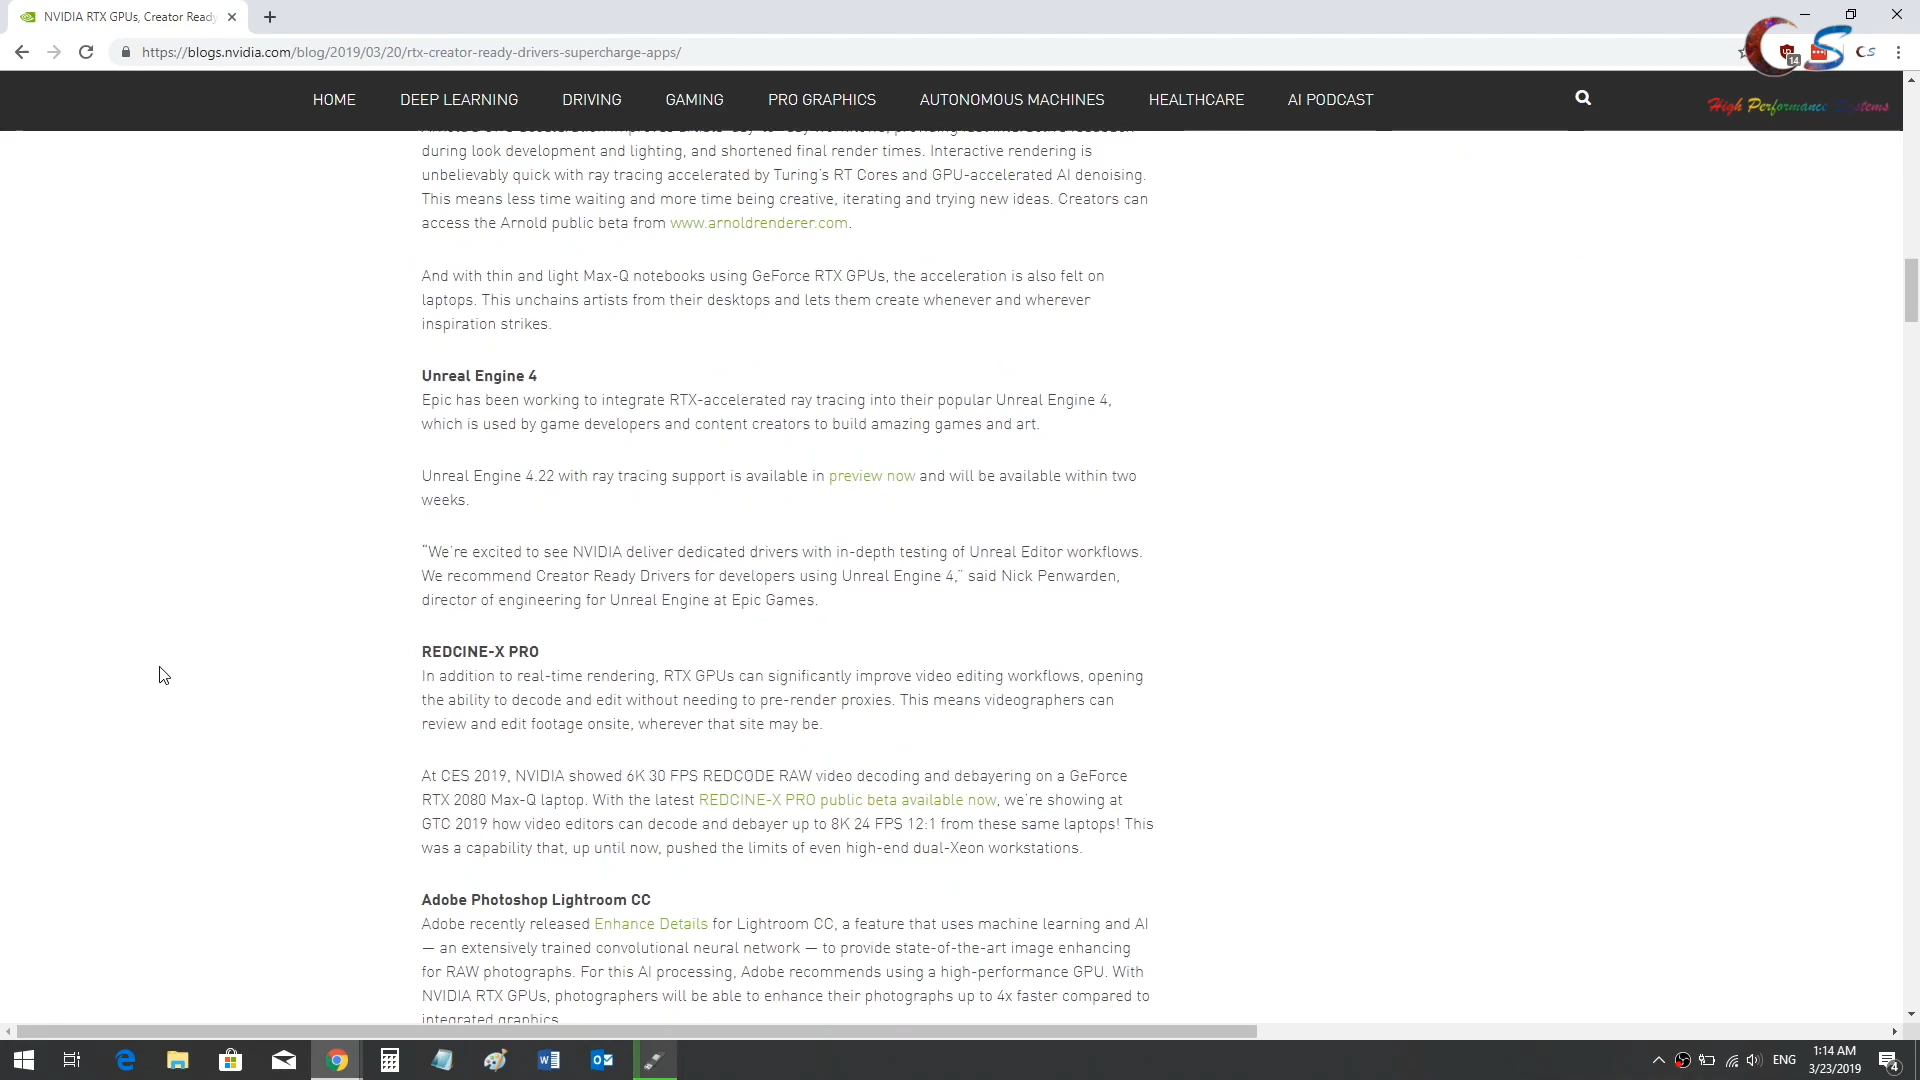 NVIDIA RTX GPUs, Creator Ready
https://blogs.nvidia.com/blog/2019/03/20/rtx-creator-ready-drivers-supercharge-apps/
14
CS
CS
HOME DEEP LEARNING DRIVING GAMING PRO GRAPHICS AUTONOMOUS MACHINES HEALTHCARE AI PODCAST
High Performance Systems
during look development and lighting, and shortened final render times. Interactive rendering is
unbelievably quick with ray tracing accelerated by Turing's RT Cores and GPU-accelerated AI denoising.
This means less time waiting and more time being creative, iterating and trying new ideas. Creators can
access the Arnold public beta from www.arnoldrenderer.com.
And with thin and light Max-Q notebooks using GeForce RTX GPUs, the acceleration is also felt on
laptops. This unchains artists from their desktops and lets them create whenever and wherever
inspiration strikes.
Unreal Engine 4
Epic has been working to integrate RTX-accelerated ray tracing into their popular Unreal Engine 4,
which is used by game developers and content creators to build amazing games and art.
Unreal Engine 4.22 with ray tracing support is available in preview now and will be available within two
weeks.
"We're excited to see NVIDIA deliver dedicated drivers with in-depth testing of Unreal Editor workflows.
We recommend Creator Ready Drivers for developers using Unreal Engine 4," said Nick Penwarden,
director of engineering for Unreal Engine at Epic Games.
REDCINE-X PRO
In addition to real-time rendering, RTX GPUs can significantly improve video editing workflows, opening
the ability to decode and edit without needing to pre-render proxies. This means videographers can
review and edit footage onsite, wherever that site may be.
At CES 2019, NVIDIA showed 6K 30 FPS REDCODE RAW video decoding and debayering on a GeForce
RTX 2080 Max-Q laptop. With the latest REDCINE-X PRO public beta available now, we're showing at
GTC 2019 how video editors can decode and debayer up to 8K 24 FPS 12:1 from these same laptops! This
was a capability that, up until now, pushed the limits of even high-end dual-Xeon workstations.
Adobe Photoshop Lightroom CC
Adobe recently released Enhance Details for Lightroom CC, a feature that uses machine learning and AI
— an extensively trained convolutional neural network — to provide state-of-the-art image enhancing
for RAW photographs. For this AI processing, Adobe recommends using a high-performance GPU. With
NVIDIA RTX GPUs, photographers will be able to enhance their photographs up to 4x faster compared to
integrated graphics.
ENG
1:14 AM
3/23/2019
4